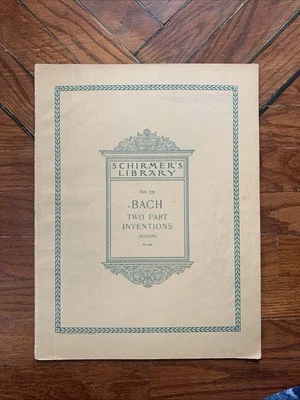 SCHIRMER'S
LIBRARY
BACH
TWO PART
INVENTIONS
(MASON)